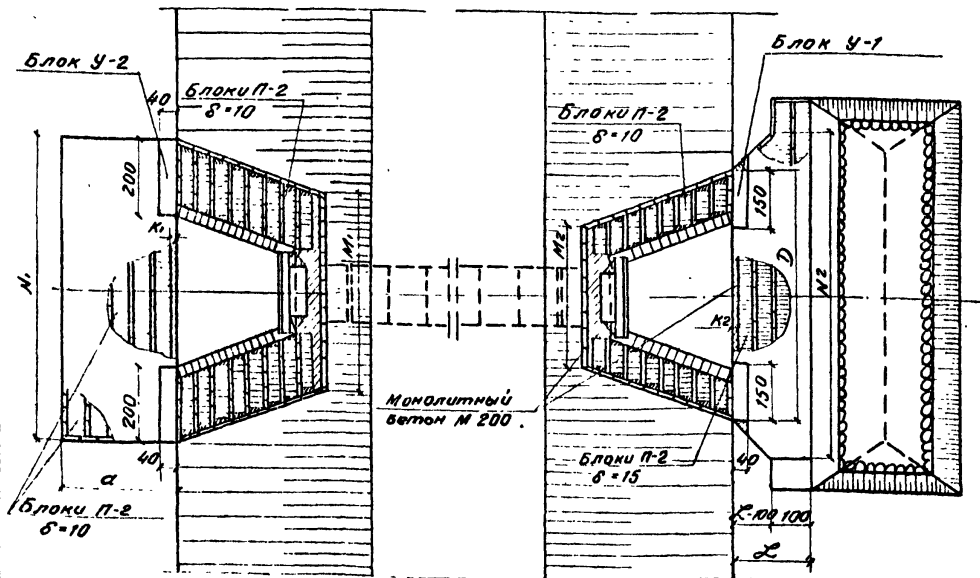 Блок У-2
40
Блоки П-2
δ=10
200
N₁
К₁
М₁
200
40
а
Блоки П-2
δ=10
Блок У-1
Блоки П-2
δ=10
150
М₂
D
N₂
К₂
150
Монолитный
бетон М 200.
Блоки П-2
δ=15
40
ℒ-100
100
ℒ